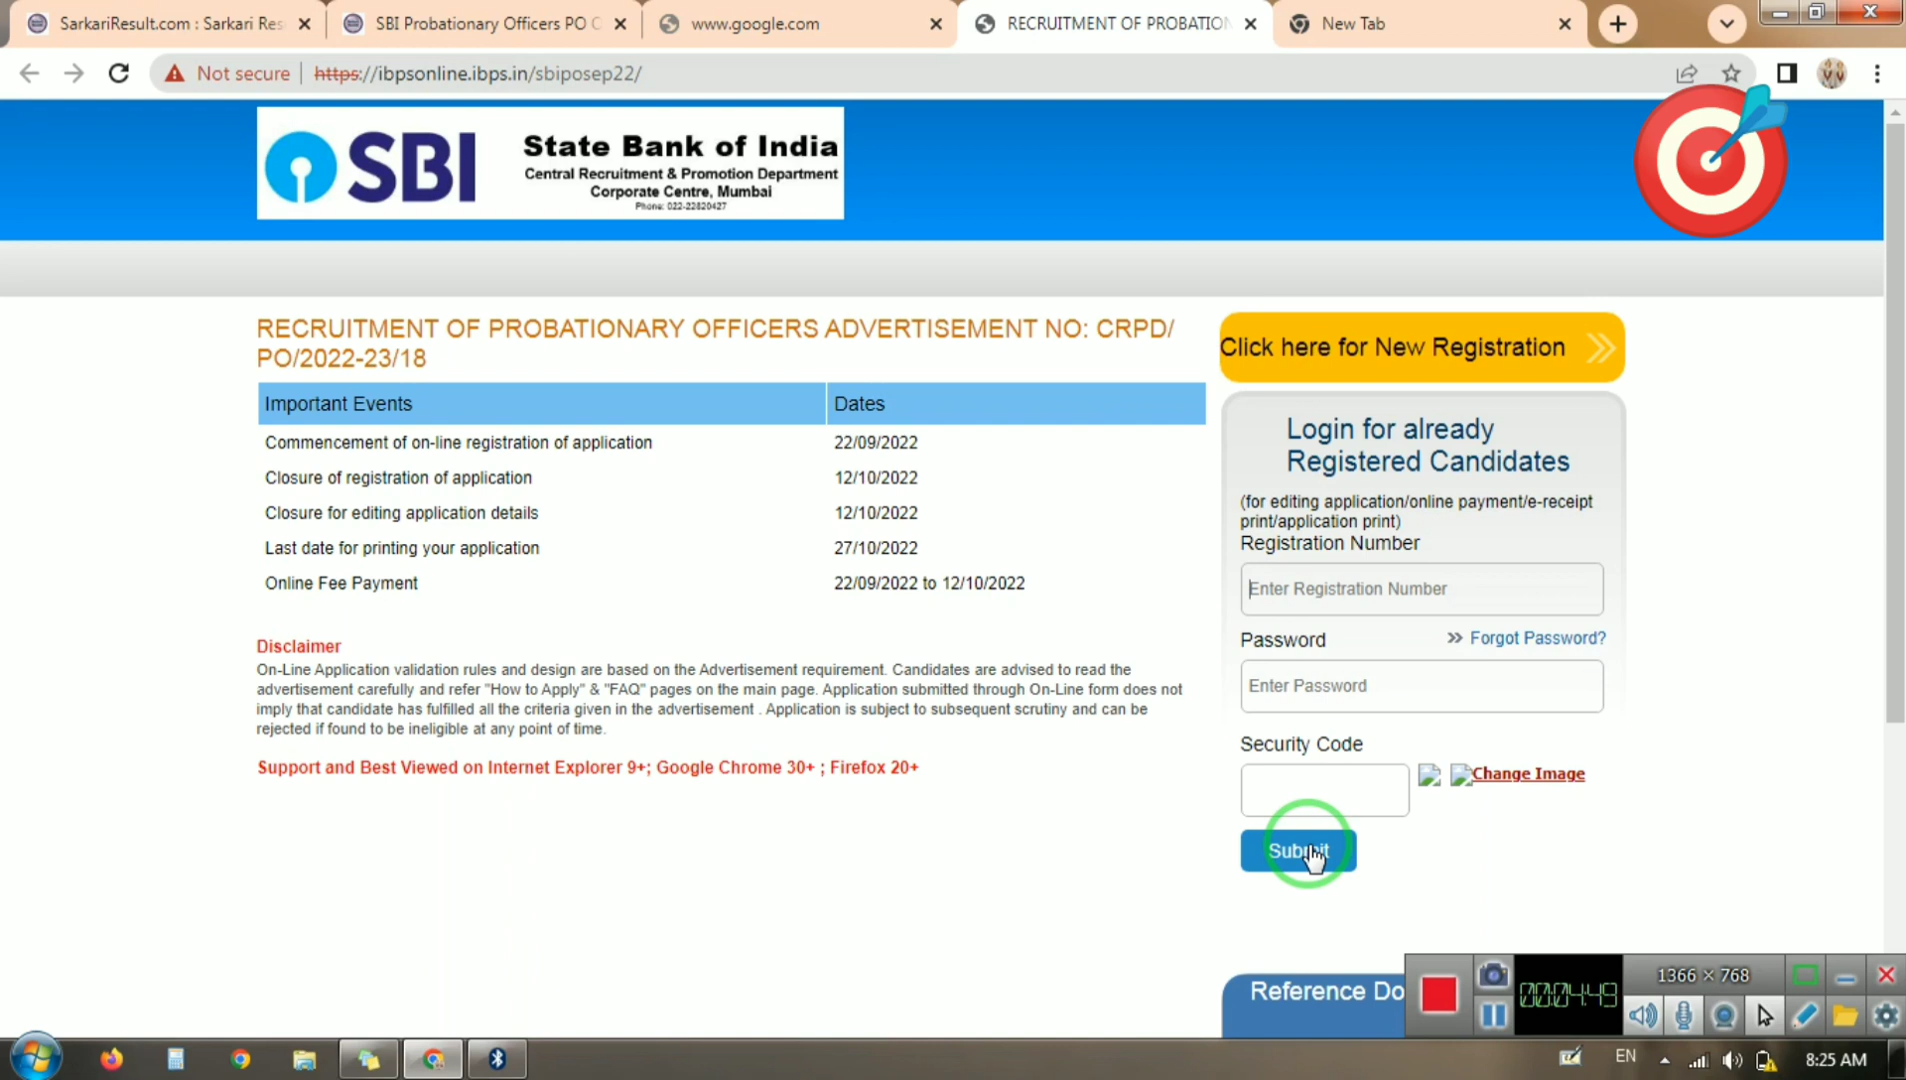 SarkariResult.com : Sarkari Res
SBI Probationary Officers PO C
www.google.com
RECRUITMENT OF PROBATION
New Tab
Not secure
https://ibpsonline.ibps.in/sbiposep22/
SBI
State Bank of India
Central Recruitment & Promotion Department
Corporate Centre, Mumbai
Phone: 022-22820427
RECRUITMENT OF PROBATIONARY OFFICERS ADVERTISEMENT NO: CRPD/
PO/2022-23/18
Important Events Dates
Commencement of on-line registration of application 22/09/2022
Closure of registration of application 12/10/2022
Closure for editing application details 12/10/2022
Last date for printing your application 27/10/2022
Online Fee Payment 22/09/2022 to 12/10/2022
Disclaimer
On-Line Application validation rules and design are based on the Advertisement requirement. Candidates are advised to read the
advertisement carefully and refer "How to Apply" & "FAQ" pages on the main page. Application submitted through On-Line form does not
imply that candidate has fulfilled all the criteria given in the advertisement . Application is subject to subsequent scrutiny and can be
rejected if found to be ineligible at any point of time.
Support and Best Viewed on Internet Explorer 9+; Google Chrome 30+ ; Firefox 20+
Click here for New Registration
Login for already
Registered Candidates
(for editing application/online payment/e-receipt
print/application print)
Registration Number
Enter Registration Number
Password Forgot Password?
Enter Password
Security Code
Change Image
Submit
Reference Do
1366 × 768
00:04:49
EN
8:25 AM